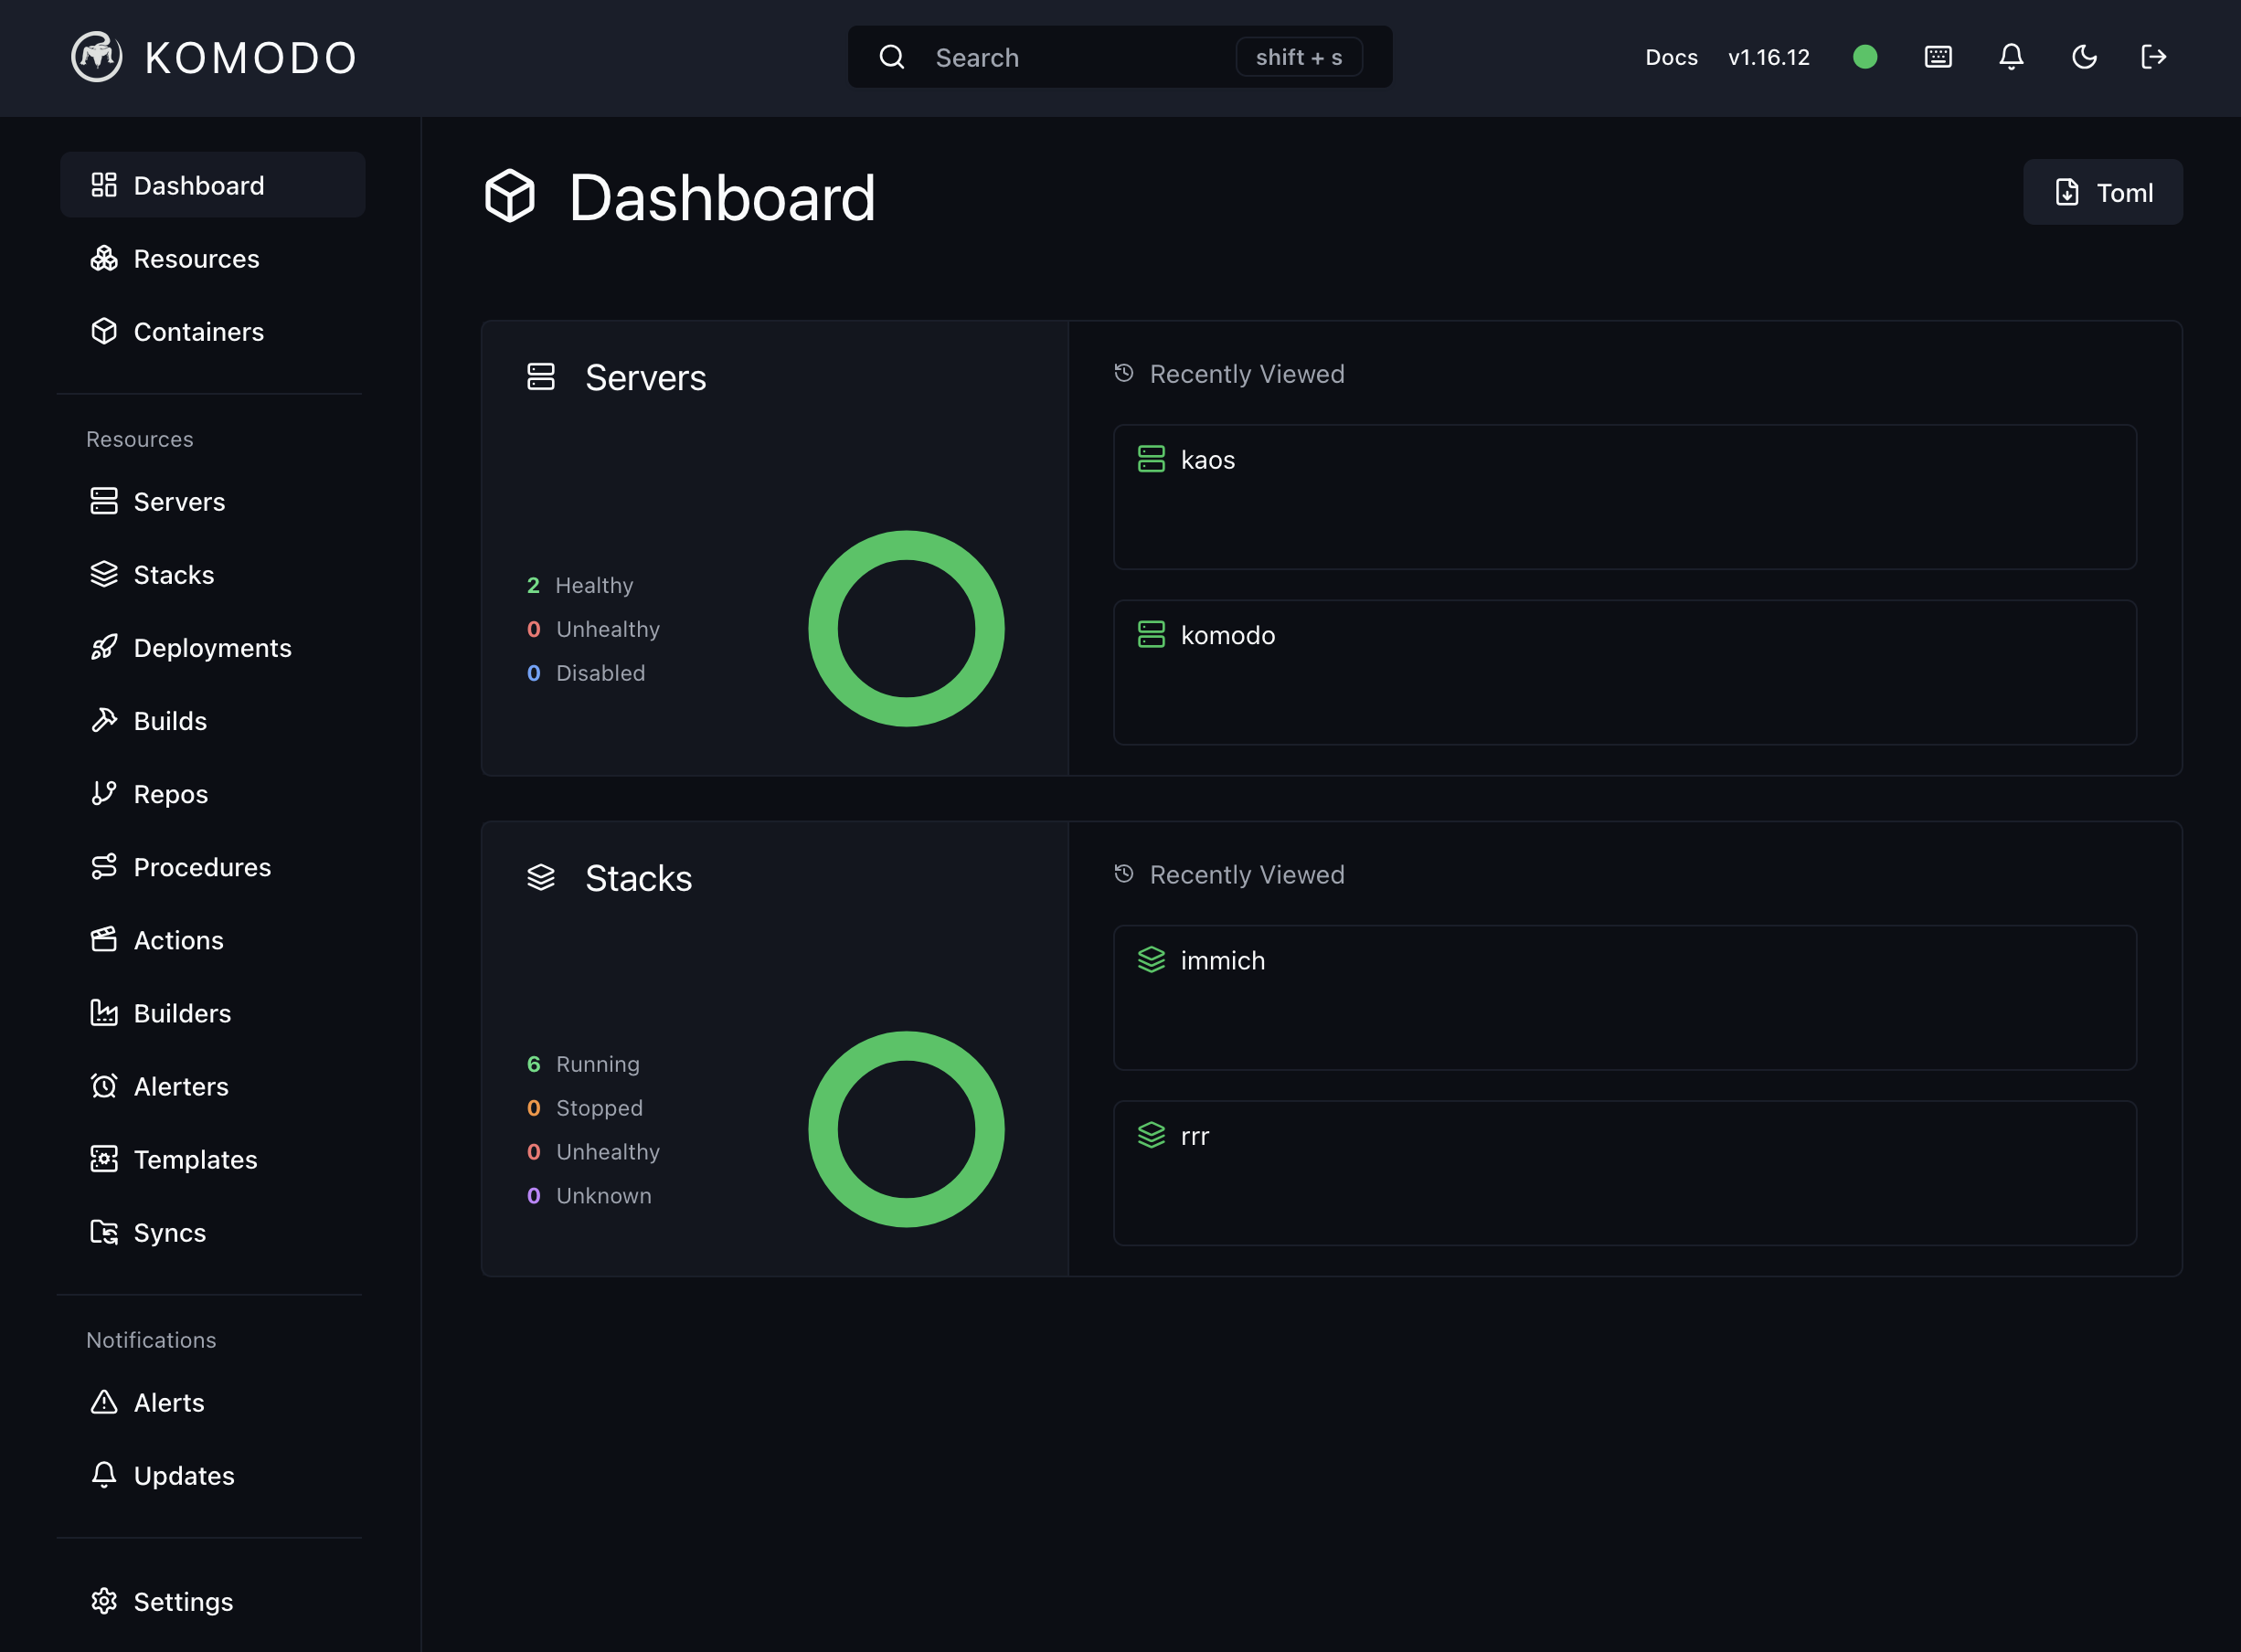 KOMODO
Search
shift + s
Docs
v1.16.12
Dashboard
Resources
Containers
Resources
Servers
Stacks
Deployments
Builds
Repos
Procedures
Actions
Builders
Alerters
Templates
Syncs
Notifications
Alerts
Updates
Settings
Dashboard
Toml
Servers
2 Healthy
0 Unhealthy
0 Disabled
Recently Viewed
kaos
komodo
Stacks
6 Running
0 Stopped
0 Unhealthy
0 Unknown
Recently Viewed
immich
rrr